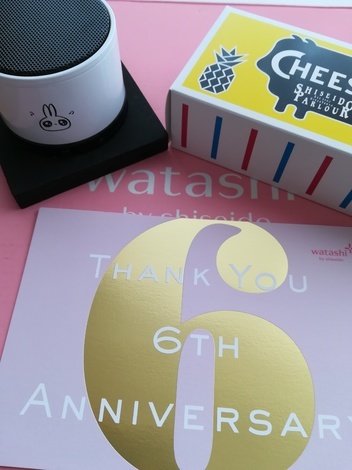 CHEES
SHISEIDO
PARLOUR
watashi
by shiseido
watashi
by shiseido
THANK YOU
6TH
ANNIVERSARY
6